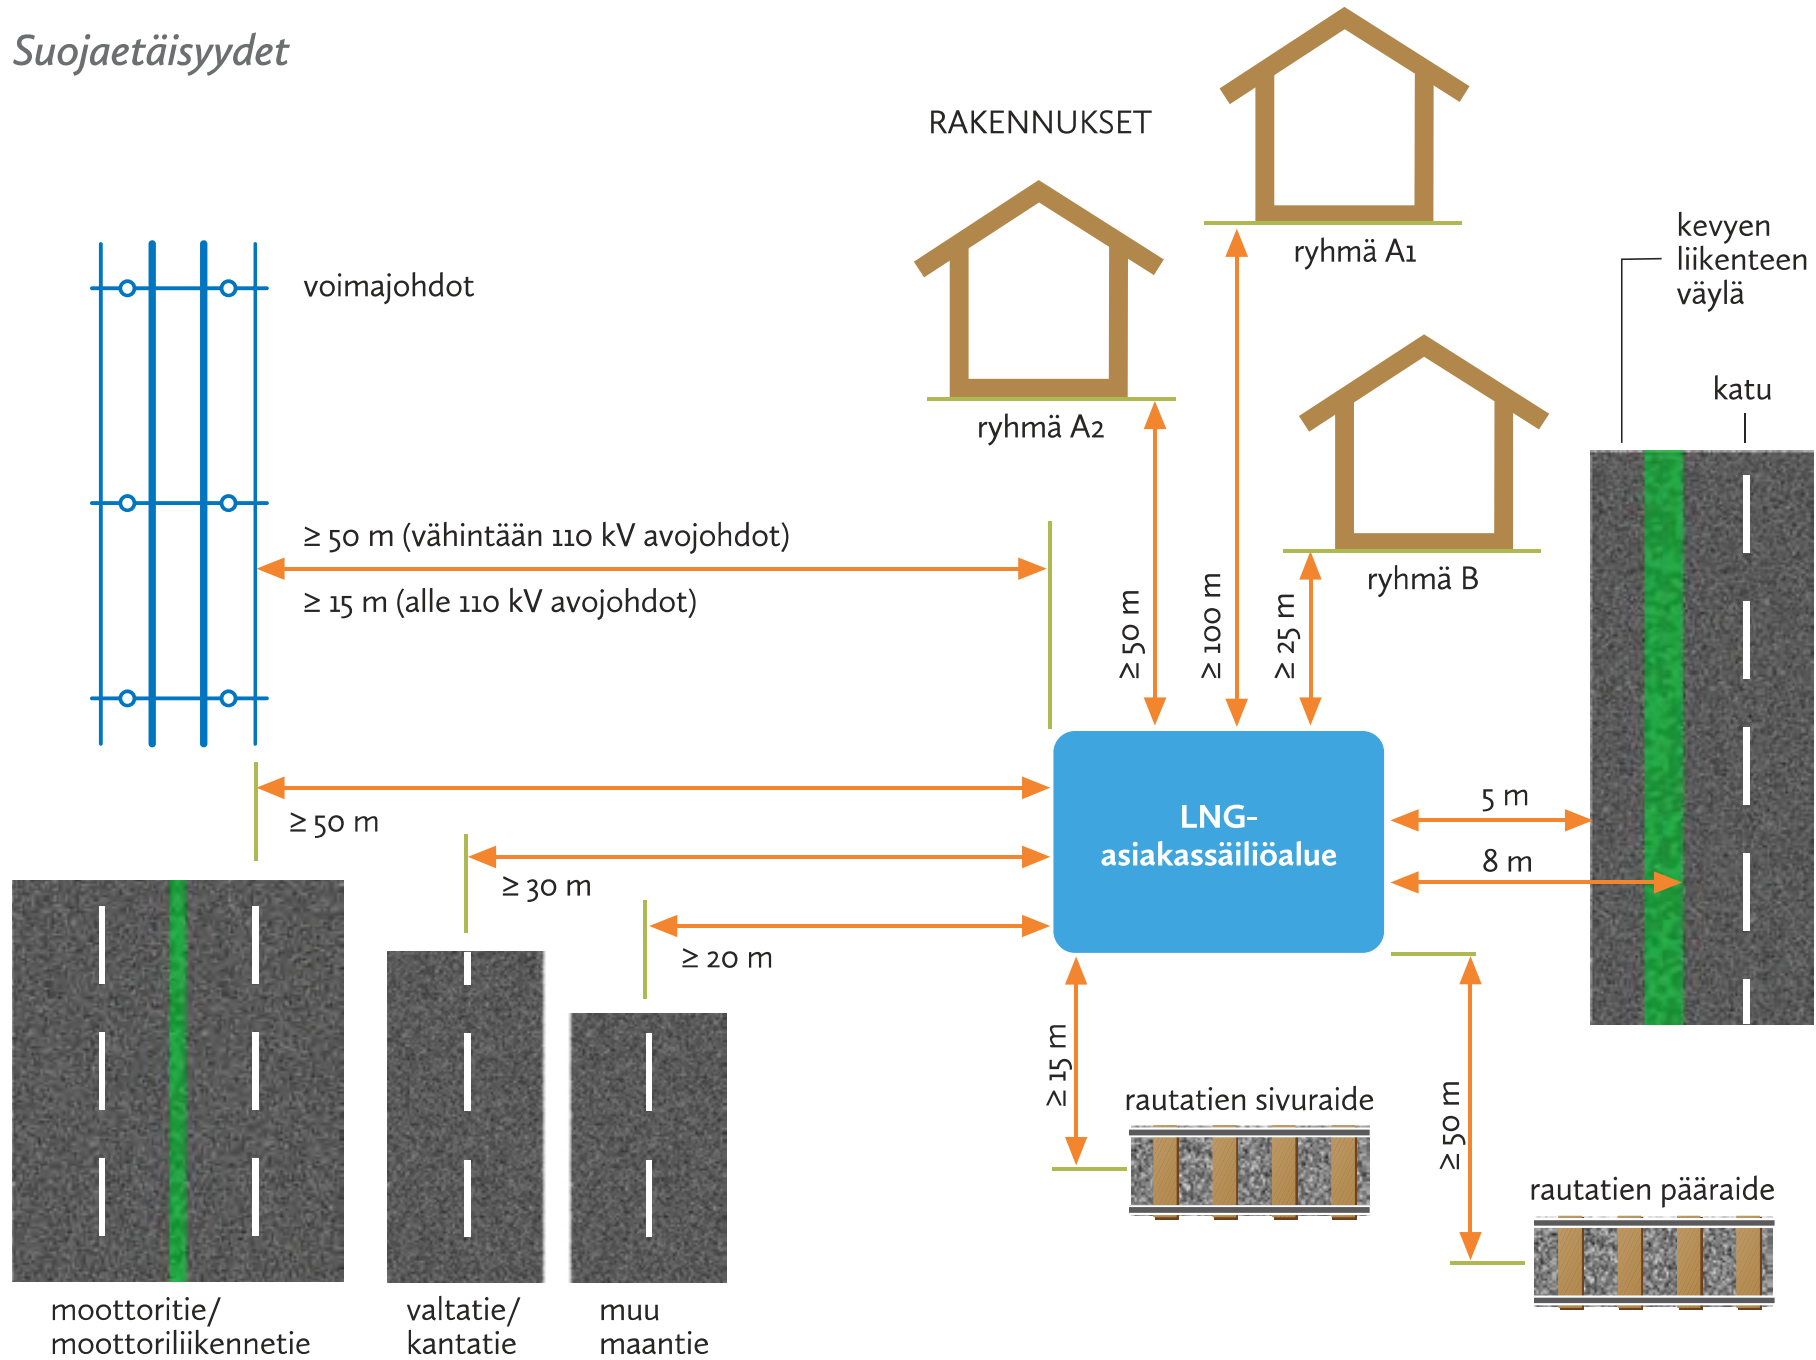 Suojaetäisyydet
RAKENNUKSET
ryhmä A1
ryhmä A2
ryhmä B
kevyen
liikenteen
väylä
katu
voimajohdot
≥ 50 m (vähintään 110 kV avojohdot)
≥ 15 m (alle 110 kV avojohdot)
≥ 50 m
≥ 100 m
≥ 25 m
LNG-
asiakassäiliöalue
5 m
8 m
≥ 50 m
≥ 30 m
≥ 20 m
≥ 15 m
≥ 50 m
rautatien sivuraide
rautatien pääraide
moottoritie/
moottoriliikennetie
valtatie/
kantatie
muu
maantie